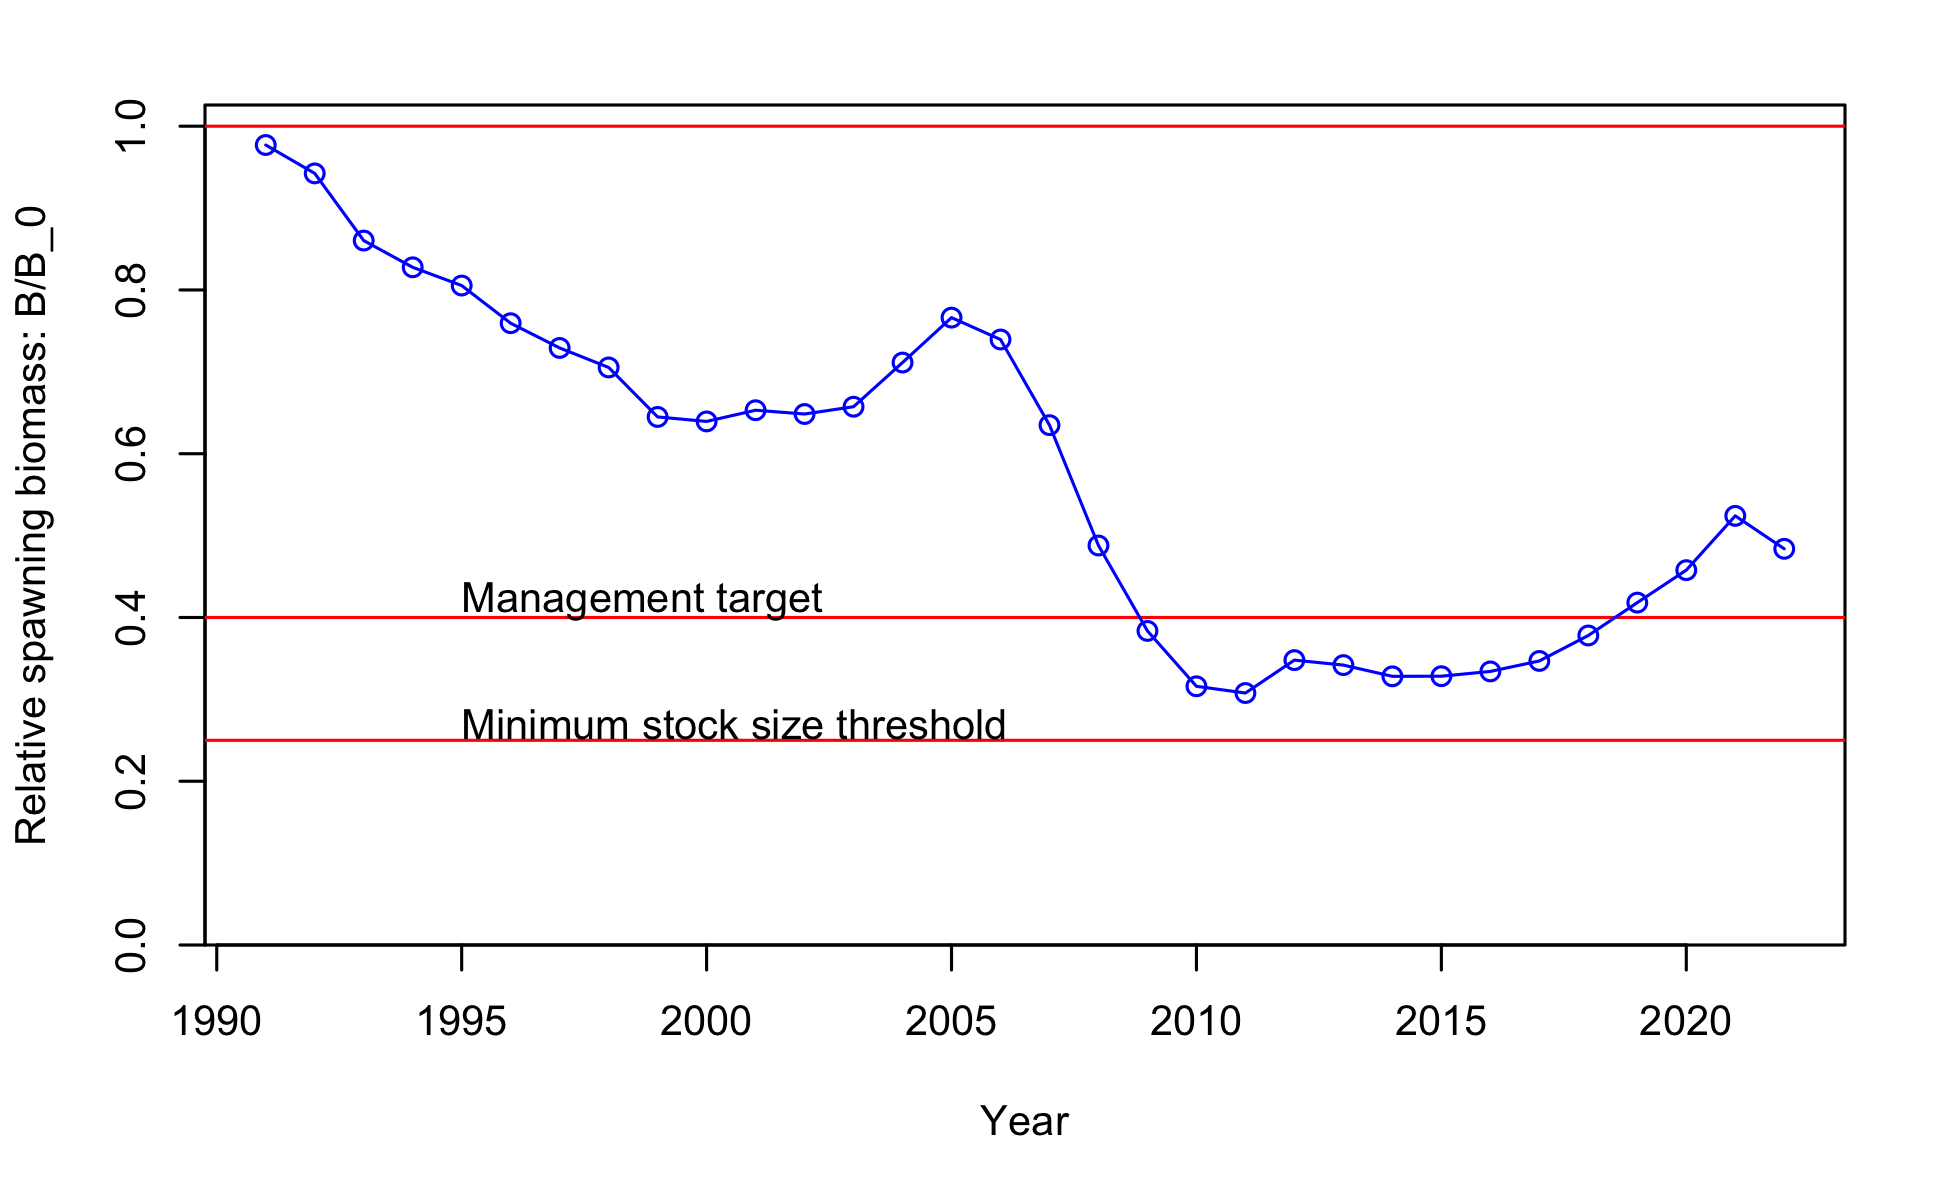 Relative spawning biomass: B/B_0
1.0
0.8
0.6
0.4
0.2
0.0
Management target
Minimum stock size threshold
1990 1995 2000 2005 2010 2015 2020
Year